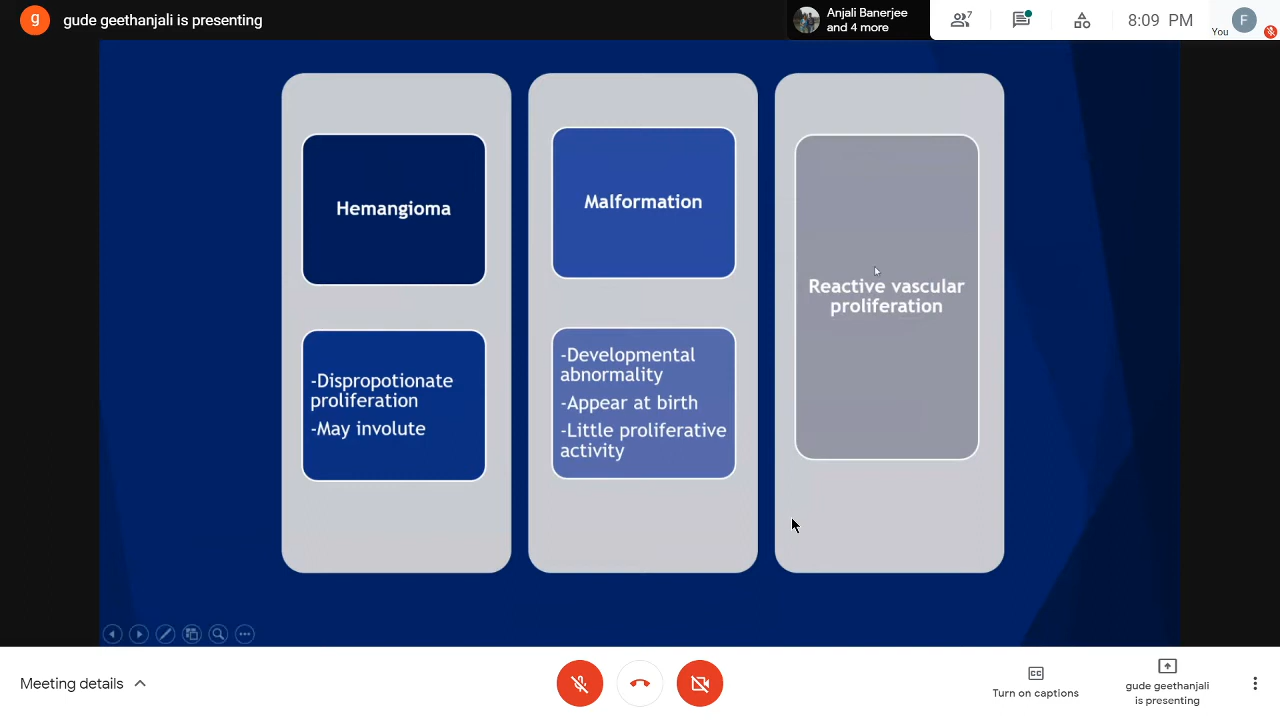 g
gude geethanjali is presenting
Anjali Banerjee
and 4 more
7
8:09 PM
You
F
Hemangioma
-Dispropotionate
proliferation
-May involute
Malformation
-Developmental
abnormality
-Appear at birth
-Little proliferative
activity
Reactive vascular
proliferation
Meeting details
CC
Turn on captions
gude geethanjali
is presenting